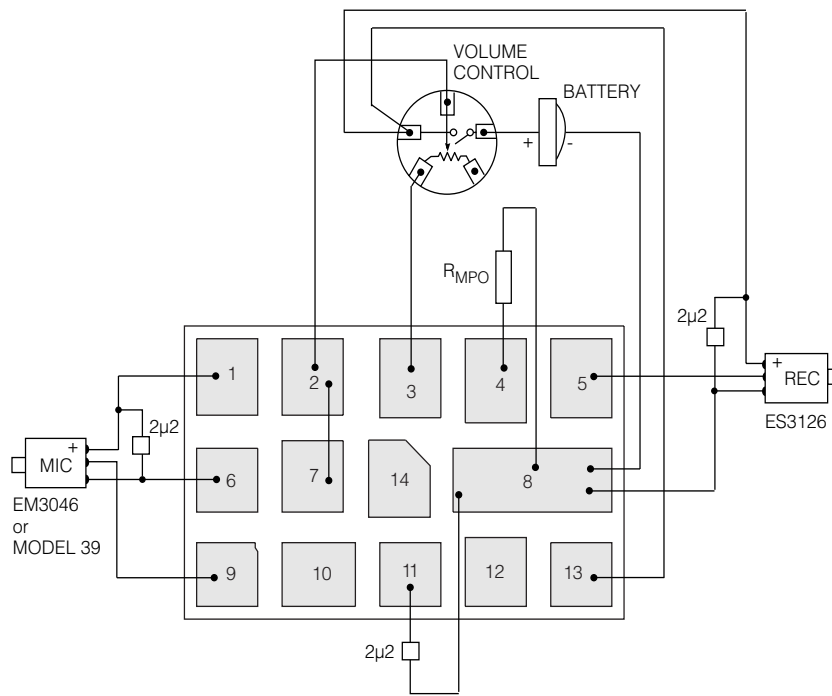 VOLUME
CONTROL
BATTERY
+ -
R_MPO
2µ2
+
REC
ES3126
1 2 3 4 5
2µ2
+
MIC
EM3046
or
MODEL 39
6 7 14 8
9 10 11 12 13
2µ2